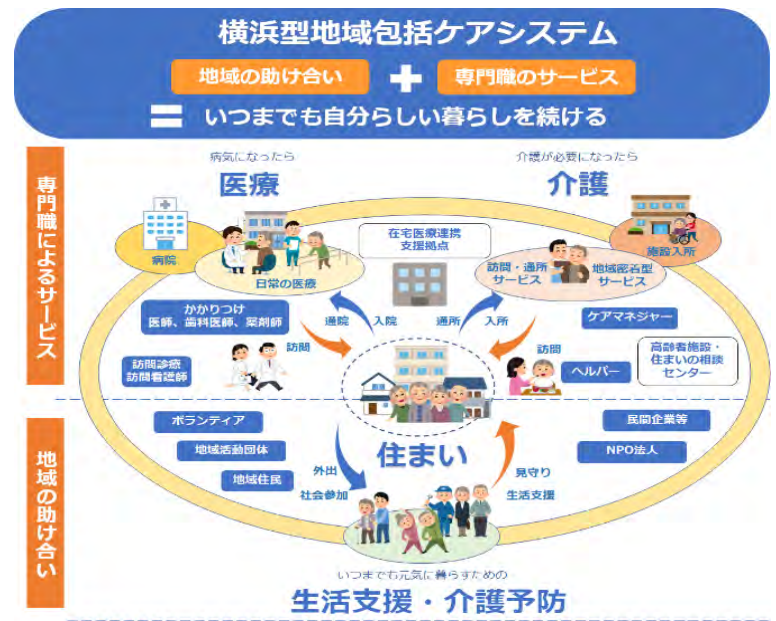 横浜型地域包括ケアシステム
地域の助け合い
+
専門職のサービス
= いつまでも自分らしい暮らしを続ける
専門職によるサービス
病気になったら
医療
介護が必要になったら
介護
病院
日常の医療
在宅医療連携
支援拠点
訪問・通所
サービス
地域密着型
サービス
施設入所
かかりつけ
医師、歯科医師、薬剤師
通院
入院
通所
入所
ケアマネジャー
訪問診療
訪問看護師
訪問
訪問
ヘルパー
高齢者施設・
住まいの相談
センター
地域の助け合い
ボランティア
地域活動団体
地域住民
住まい
民間企業等
NPO法人
外出
社会参加
見守り
生活支援
いつまでも元気に暮らすための
生活支援・介護予防